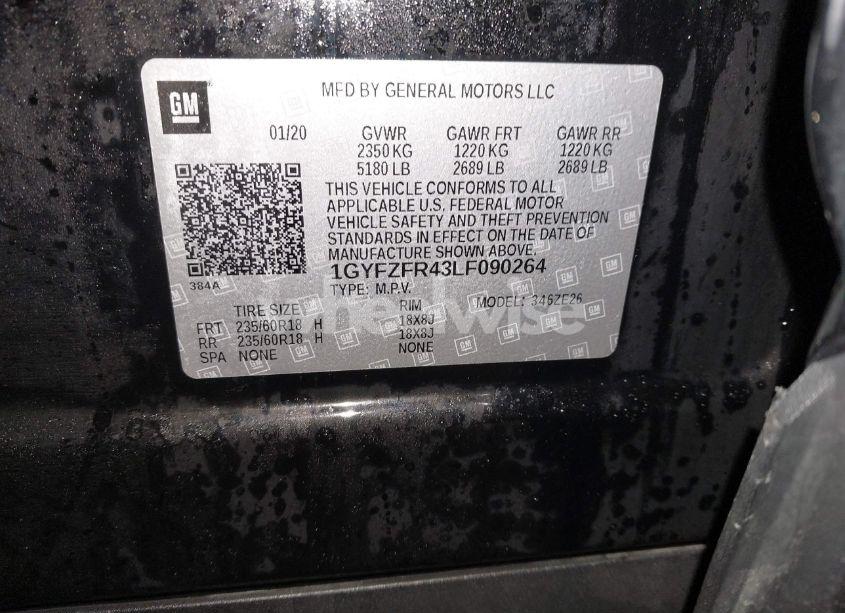 GM
MFD BY GENERAL MOTORS LLC
01/20 GVWR GAWR FRT GAWR RR
2350 KG 1220 KG 1220 KG
5180 LB 2689 LB 2689 LB
THIS VEHICLE CONFORMS TO ALL
APPLICABLE U.S. FEDERAL MOTOR
VEHICLE SAFETY AND THEFT PREVENTION
STANDARDS IN EFFECT ON THE DATE OF
MANUFACTURE SHOWN ABOVE.
384A
1GYFZFR43LF090264
TYPE: M.P.V. MODEL: 346ZE26
TIRE SIZE RIM
FRT 235/60R18 H 18X8J
RR 235/60R18 H 18X8J
SPA NONE NONE